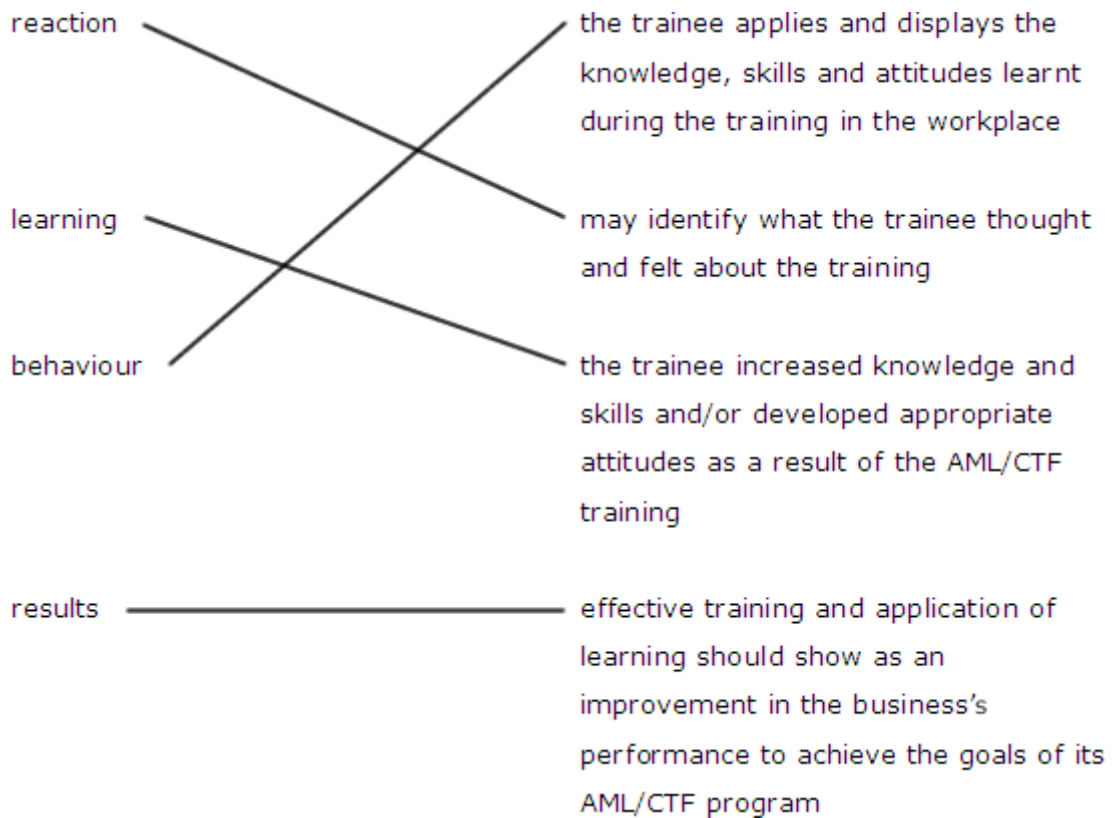 reaction
the trainee applies and displays the
knowledge, skills and attitudes learnt
during the training in the workplace
learning
may identify what the trainee thought
and felt about the training
behaviour
the trainee increased knowledge and
skills and/or developed appropriate
attitudes as a result of the AML/CTF
training
results
effective training and application of
learning should show as an
improvement in the business’s
performance to achieve the goals of its
AML/CTF program